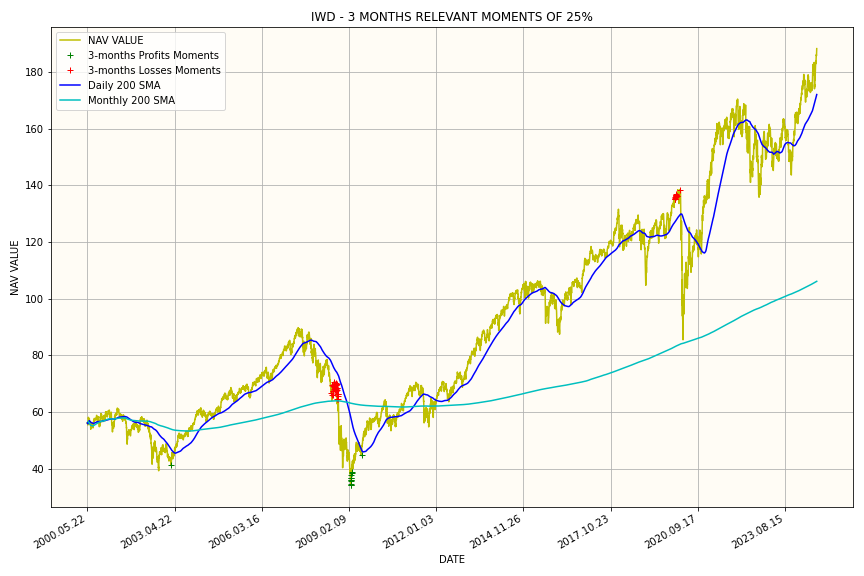 IWD - 3 MONTHS RELEVANT MOMENTS OF 25%
NAV VALUE
3-months Profits Moments
3-months Losses Moments
Daily 200 SMA
Monthly 200 SMA
180
160
140
120
100
80
60
40
NAV VALUE
2000.05.22
2003.04.22
2006.03.16
2009.02.09
2012.01.03
2014.11.26
2017.10.23
2020.09.17
2023.08.15
DATE